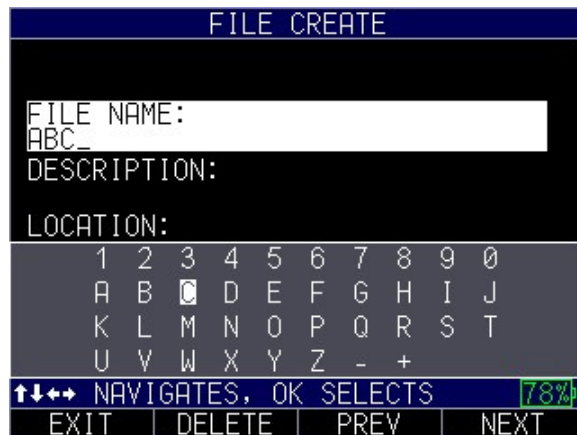 FILE CREATE
FILE NAME:
ABC_
DESCRIPTION:
LOCATION:
1 2 3 4 5 6 7 8 9 0
A B C D E F G H I J
K L M N O P Q R S T
U V W X Y Z - +
↑↓←→ NAVIGATES, OK SELECTS 78%
EXIT DELETE PREV NEXT